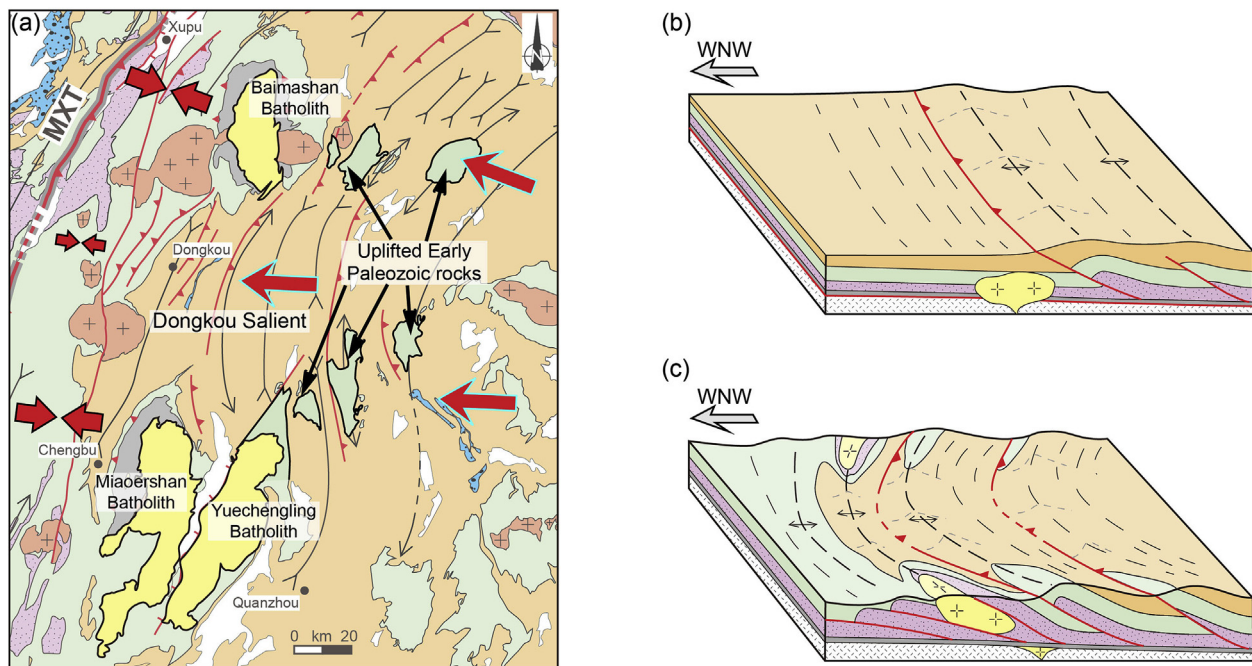 (a)
Xupu
N
MXT
Baimashan
Batholith
Dongkou
Uplifted Early
Paleozoic rocks
Dongkou Salient
Chengbu
Miaoershan
Batholith
Yuechengling
Batholith
Quanzhou
0 km 20
(b)
WNW
(c)
WNW